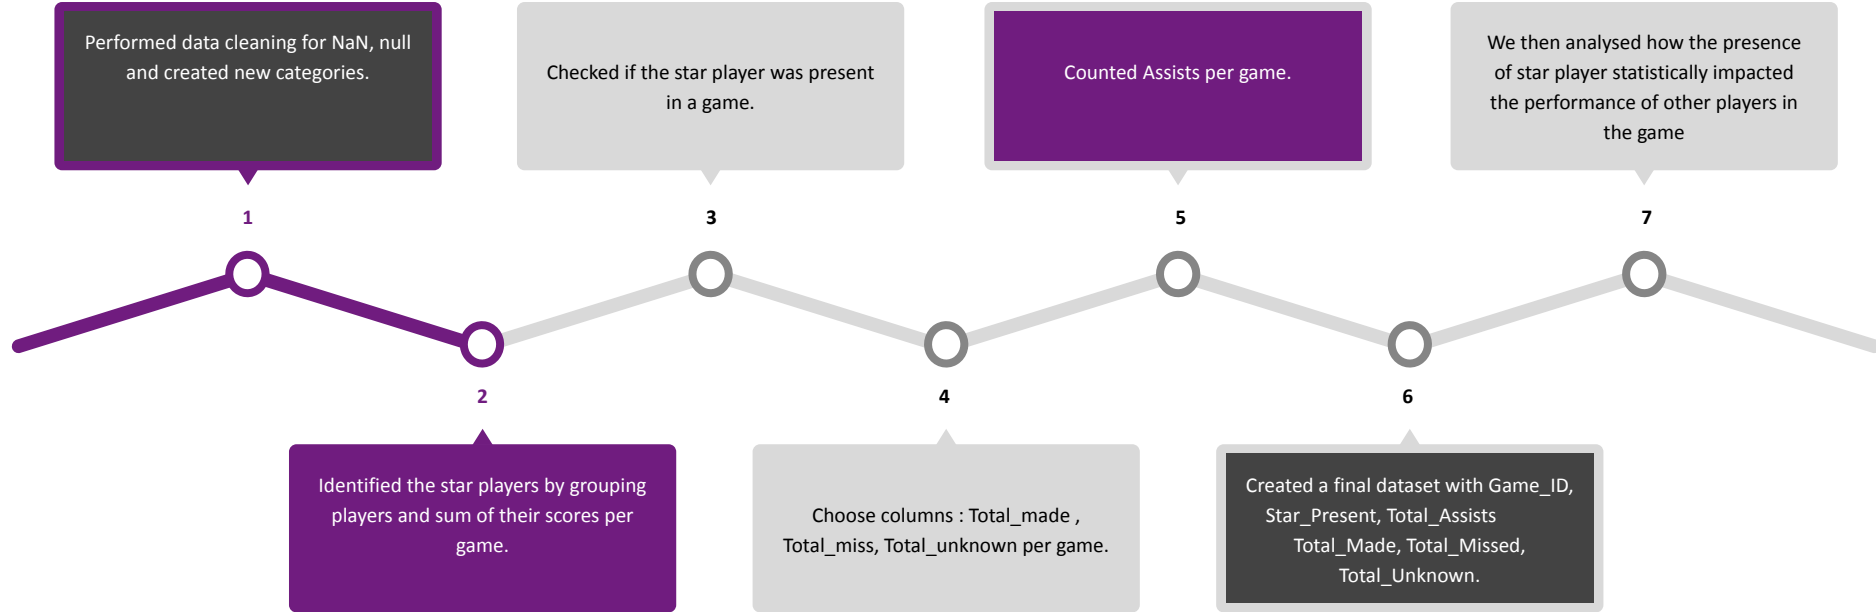 Performed data cleaning for NaN, null
and created new categories.
1
Identified the star players by grouping
players and sum of their scores per
game.
2
Checked if the star player was present
in a game.
3
Choose columns : Total_made ,
Total_miss, Total_unknown per game.
4
Counted Assists per game.
5
Created a final dataset with Game_ID,
Star_Present, Total_Assists
Total_Made, Total_Missed,
Total_Unknown.
6
We then analysed how the presence
of star player statistically impacted
the performance of other players in
the game
7